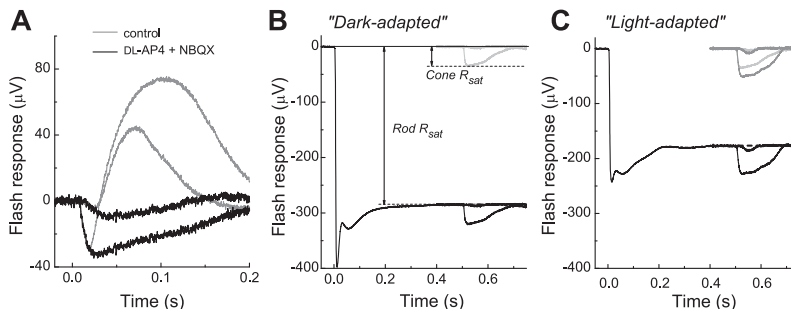 A
control
DL-AP4 + NBQX
Flash response (μV)
80
40
0
-40
0.0
0.1
0.2
Time (s)
B
"Dark-adapted"
Flash response (μV)
0
-100
-200
-300
-400
Cone Rsat
Rod Rsat
0.0
0.2
0.4
0.6
Time (s)
C
"Light-adapted"
Flash response (μV)
0
-100
-200
-300
-400
0.0
0.2
0.4
0.6
Time (s)